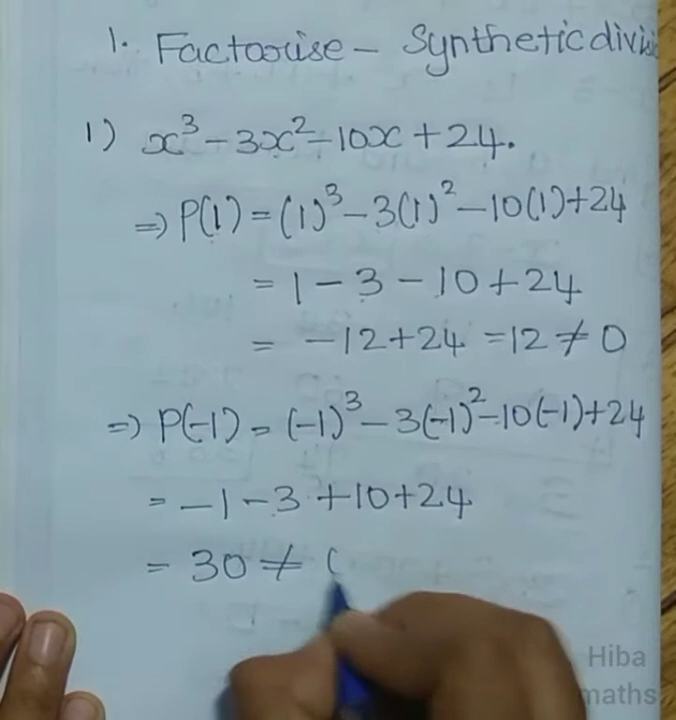 1. Factorise - Synthetic divisi
1) x³ - 3x² - 10x + 24.
⇒ P(1) = (1)³ - 3(1)² - 10(1) + 24
= 1 - 3 - 10 + 24
= -12 + 24 = 12 ≠ 0
⇒ P(-1) = (-1)³ - 3(-1)² - 10(-1) + 24
= -1 - 3 + 10 + 24
= 30 ≠ (
Hiba
maths